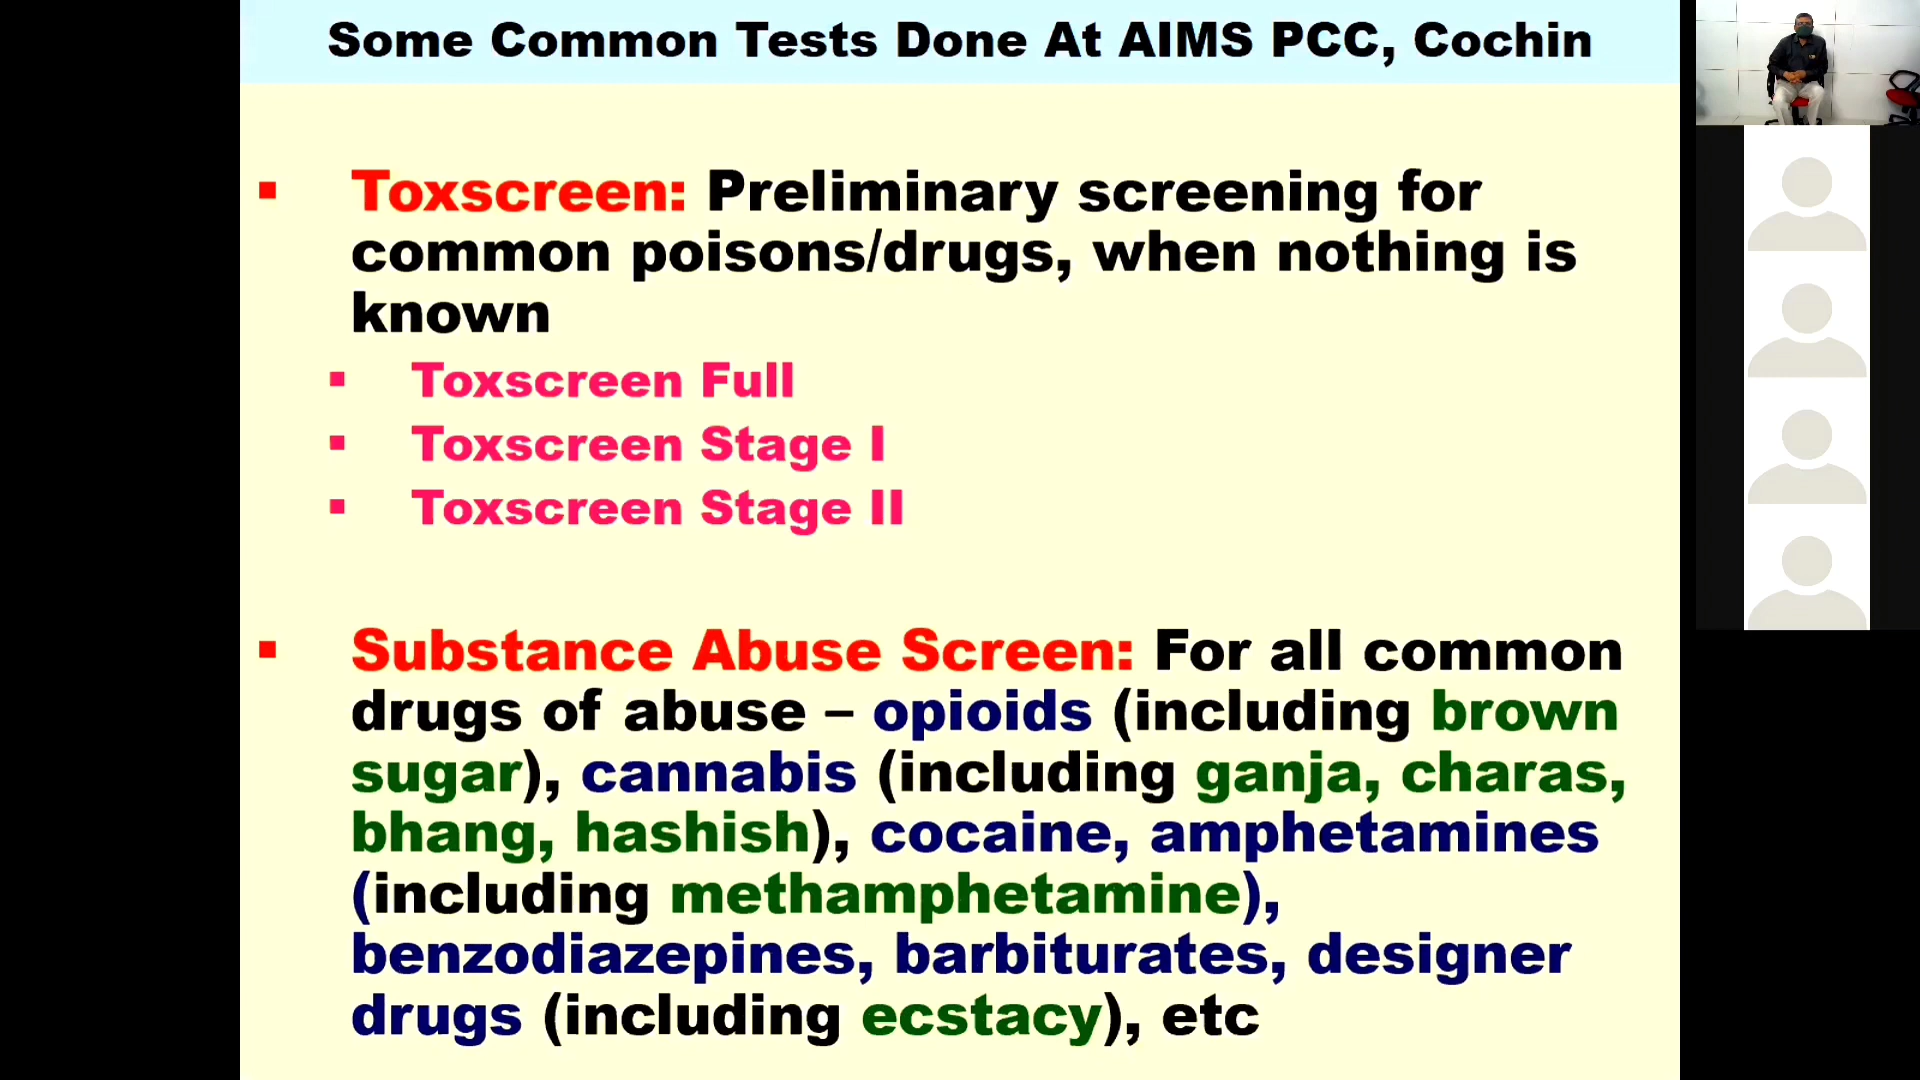 Some Common Tests Done At AIMS PCC, Cochin
Toxscreen: Preliminary screening for
common poisons/drugs, when nothing is
known
Toxscreen Full
Toxscreen Stage I
Toxscreen Stage II
Substance Abuse Screen: For all common
drugs of abuse – opioids (including brown
sugar), cannabis (including ganja, charas,
bhang, hashish), cocaine, amphetamines
(including methamphetamine),
benzodiazepines, barbiturates, designer
drugs (including ecstacy), etc